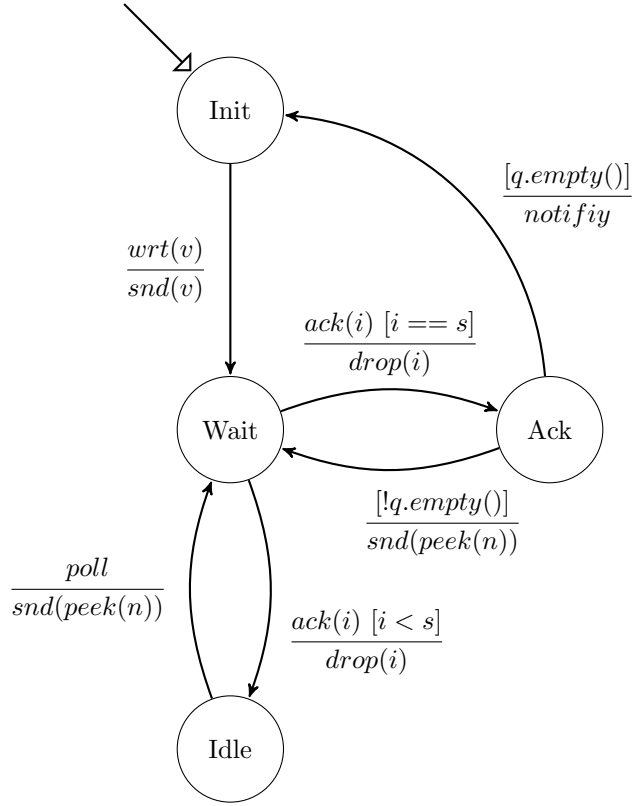 Init
[q.empty()]
notifiy
wrt(v)
snd(v)
ack(i) [i == s]
drop(i)
Wait
Ack
[!q.empty()]
snd(peek(n))
poll
snd(peek(n))
ack(i) [i < s]
drop(i)
Idle